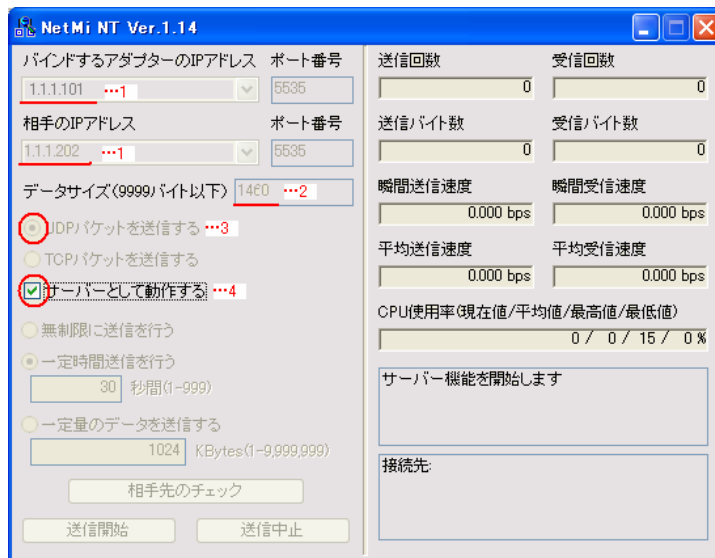 NetMi NT Ver.1.14
バインドするアダプターのIPアドレス ポート番号
1.1.1.101 …1 5535
相手のIPアドレス ポート番号
1.1.1.202 …1 5535
データサイズ(9999バイト以下) 1460 …2
UDPパケットを送信する …3
TCPパケットを送信する
サーバーとして動作する …4
無制限に送信を行う
一定時間送信を行う
30 秒間(1-999)
一定量のデータを送信する
1024 KBytes(1-9,999,999)
相手先のチェック
送信開始 送信中止
送信回数 受信回数
0 0
送信バイト数 受信バイト数
0 0
瞬間送信速度 瞬間受信速度
0.000 bps 0.000 bps
平均送信速度 平均受信速度
0.000 bps 0.000 bps
CPU使用率(現在値/平均値/最高値/最低値)
0 / 0 / 15 / 0 %
サーバー機能を開始します
接続先: